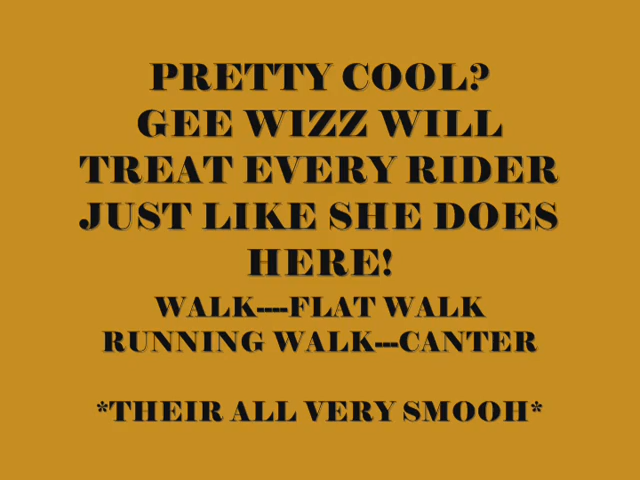 PRETTY COOL?
GEE WIZZ WILL
TREAT EVERY RIDER
JUST LIKE SHE DOES
HERE!
WALK----FLAT WALK
RUNNING WALK---CANTER
*THEIR ALL VERY SMOOH*